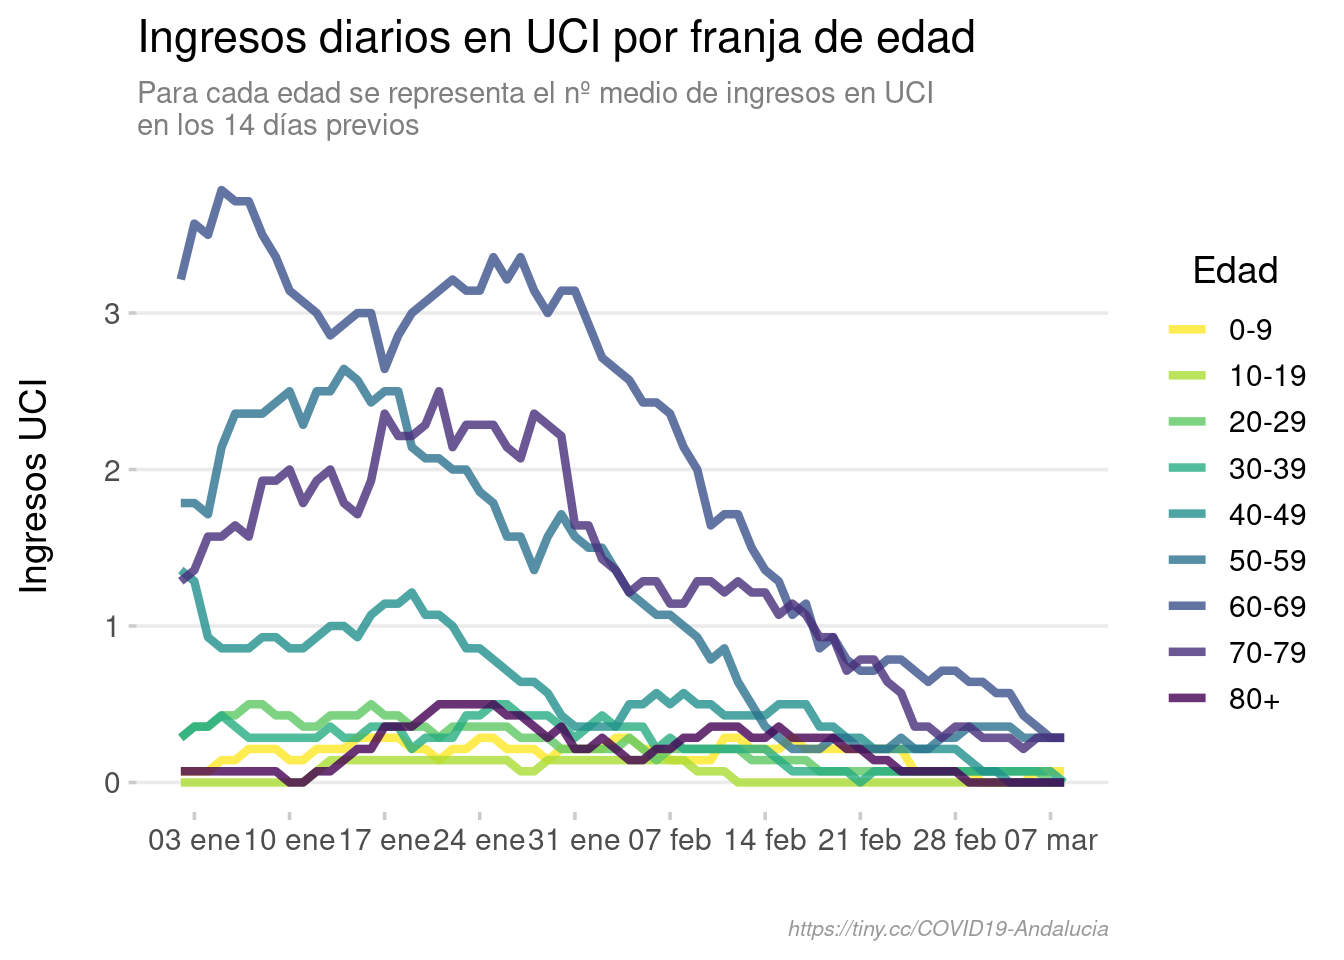 Ingresos diarios en UCI por franja de edad
Para cada edad se representa el nº medio de ingresos en UCI
en los 14 días previos
Ingresos UCI
3
2
1
0
03 ene 10 ene 17 ene 24 ene 31 ene 07 feb 14 feb 21 feb 28 feb 07 mar
Edad
0-9
10-19
20-29
30-39
40-49
50-59
60-69
70-79
80+
https://tiny.cc/COVID19-Andalucia